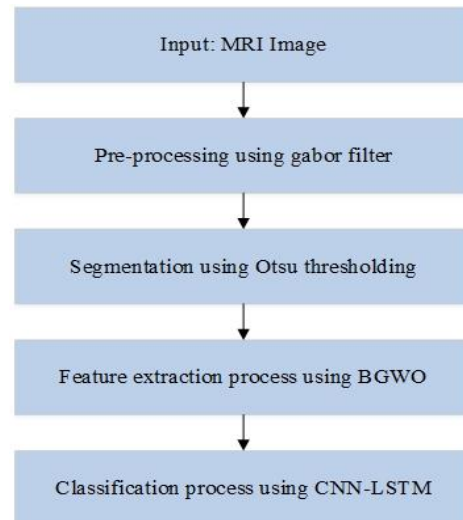 Input: MRI Image
Pre-processing using gabor filter
Segmentation using Otsu thresholding
Feature extraction process using BGWO
Classification process using CNN-LSTM